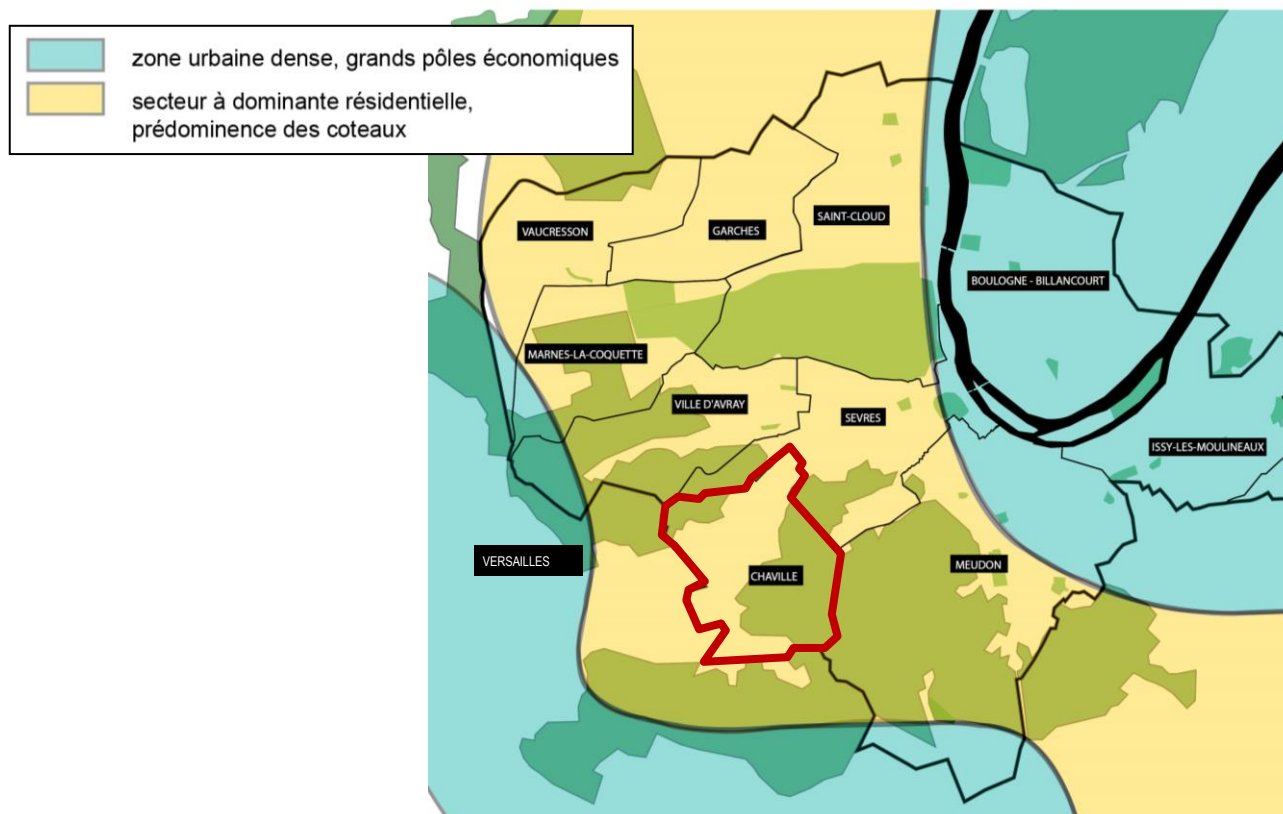 zone urbaine dense, grands pôles économiques
secteur à dominante résidentielle,
prédominence des coteaux
VAUCRESSON
GARCHES
SAINT-CLOUD
BOULOGNE - BILLANCOURT
MARNES-LA-COQUETTE
VILLE D'AVRAY
SEVRES
ISSY-LES-MOULINEAUX
VERSAILLES
CHAVILLE
MEUDON